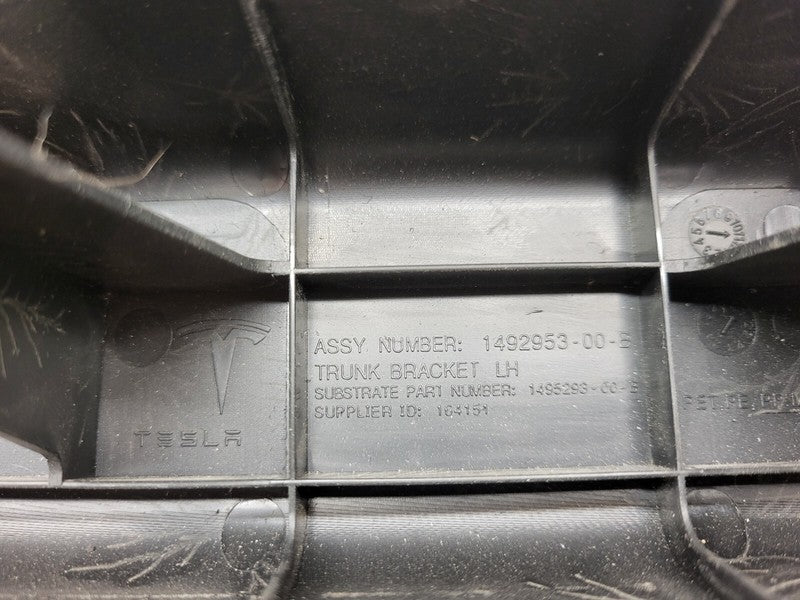 ASSY NUMBER: 1492953-00-B
TRUNK BRACKET LH
SUBSTRATE PART NUMBER: 1495293-00-B
SUPPLIER ID: 164151
TESLA